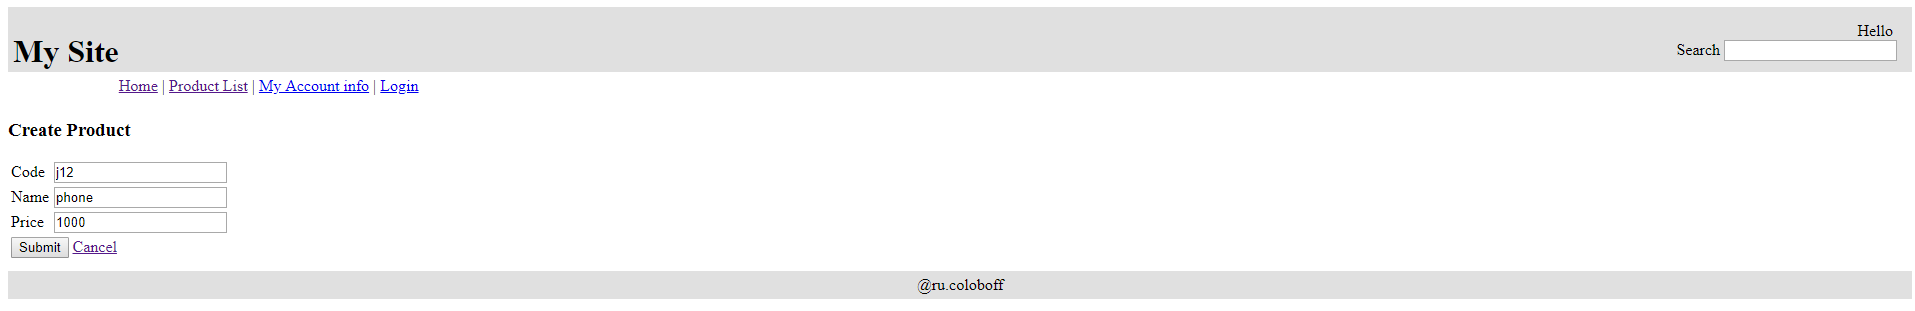 My Site
Hello
Search
Home | Product List | My Account info | Login
Create Product
Code j12
Name phone
Price 1000
Submit Cancel
@ru.coloboff